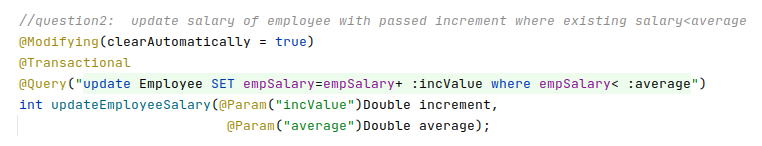 //question2:  update salary of employee with passed increment where existing salary<average
@Modifying(clearAutomatically = true)
@Transactional
@Query("update Employee SET empSalary=empSalary+ :incValue where empSalary< :average")
int updateEmployeeSalary(@Param("incValue")Double increment,
@Param("average")Double average);